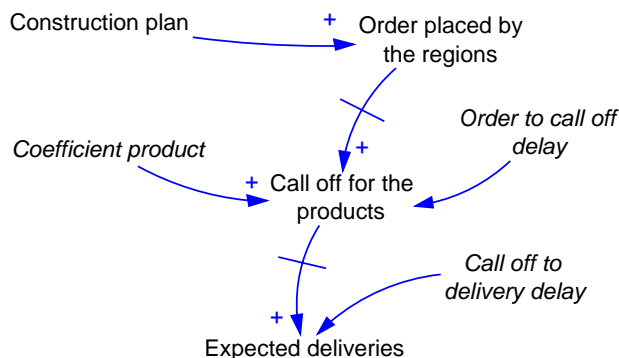 Construction plan
+
Order placed by
the regions
Coefficient product
+
Order to call off
delay
+
Call off for the
products
Call off to
delivery delay
+
Expected deliveries